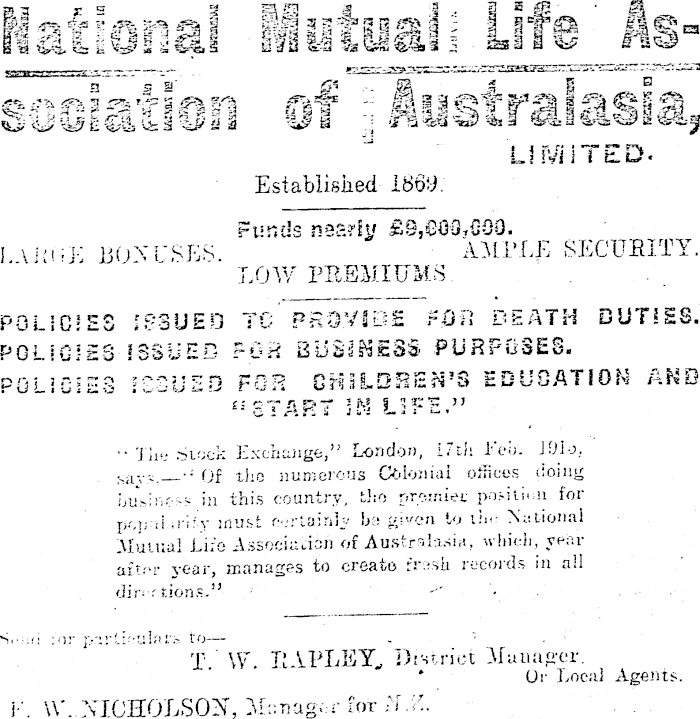 National Mutual Life As-
sociation of Australasia,
LIMITED.
Established 1869.
Funds nearly £9,000,000.
LARGE BONUSES.
AMPLE SECURITY.
LOW PREMIUMS
POLICIES ISSUED TO PROVIDE FOR DEATH DUTIES.
POLICIES ISSUED FOR BUSINESS PURPOSES.
POLICIES ISSUED FOR CHILDREN'S EDUCATION AND
"START IN LIFE."
"The Stock Exchange," London, 17th Feb.
says.—"Of the numerous Colonial offices doing
business in this country, the premier position for
popularity must certainly be given to the National
Mutual Life Association of Australasia, which, year
after year, manages to create fresh records in all
directions."
Send for particulars to—
T. W. RAPLEY, District Manager.
Or Local Agents.
F. W. NICHOLSON, Manager for N.Z.